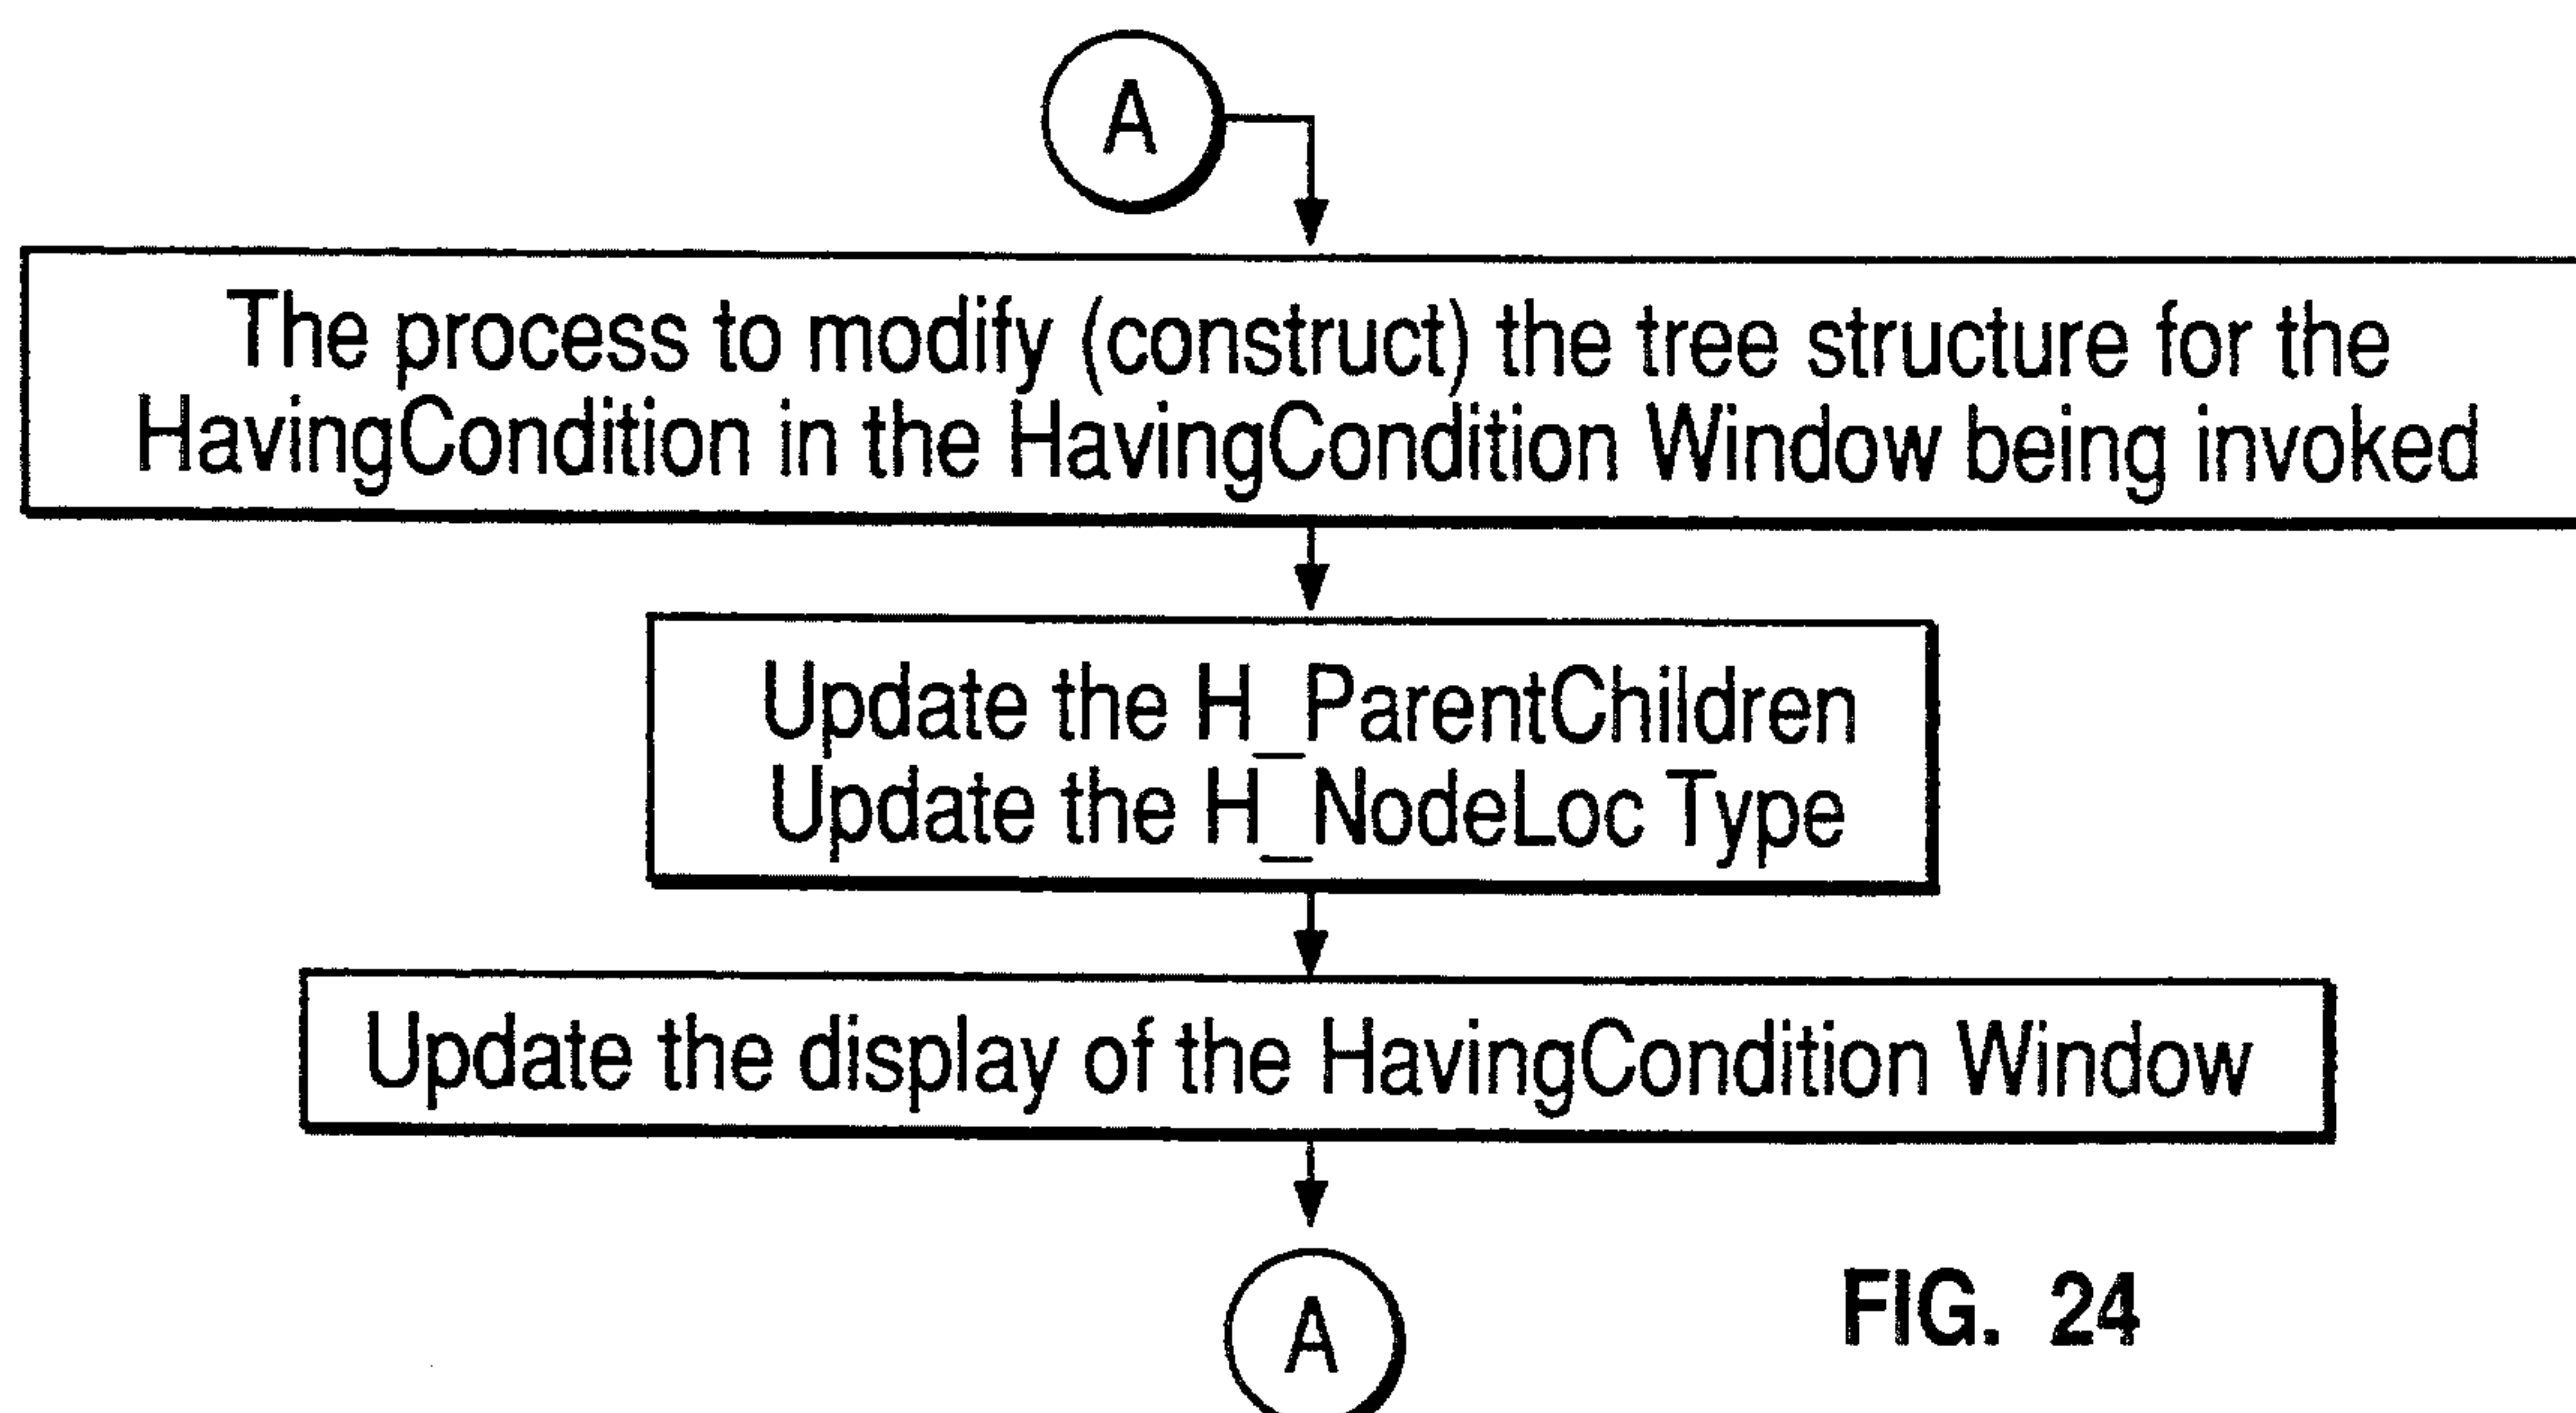 A
The process to modify (construct) the tree structure for the
HavingCondition in the HavingCondition Window being invoked
Update the H_ParentChildren
Update the H_NodeLoc Type
Update the display of the HavingCondition Window
A
FIG. 24